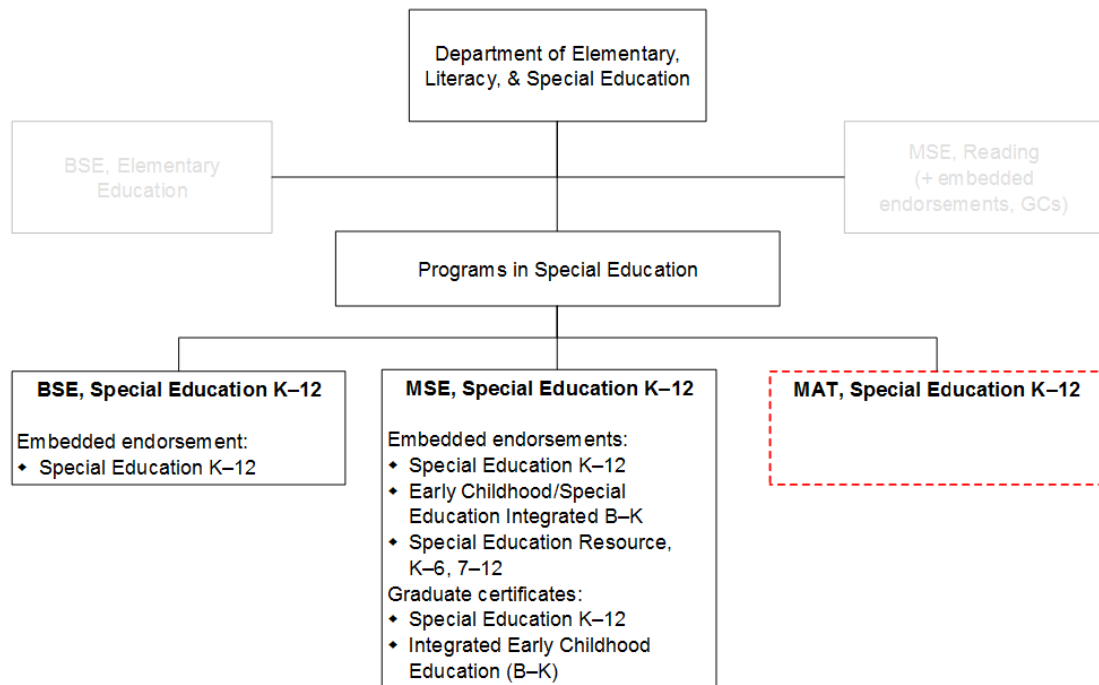 Department of Elementary,
Literacy, & Special Education
BSE, Elementary
Education
MSE, Reading
(+ embedded
endorsements, GCs)
Programs in Special Education
BSE, Special Education K–12
Embedded endorsement:
◆ Special Education K–12
MSE, Special Education K–12
Embedded endorsements:
◆ Special Education K–12
◆ Early Childhood/Special
Education Integrated B–K
◆ Special Education Resource,
K–6, 7–12
Graduate certificates:
◆ Special Education K–12
◆ Integrated Early Childhood
Education (B–K)
MAT, Special Education K–12